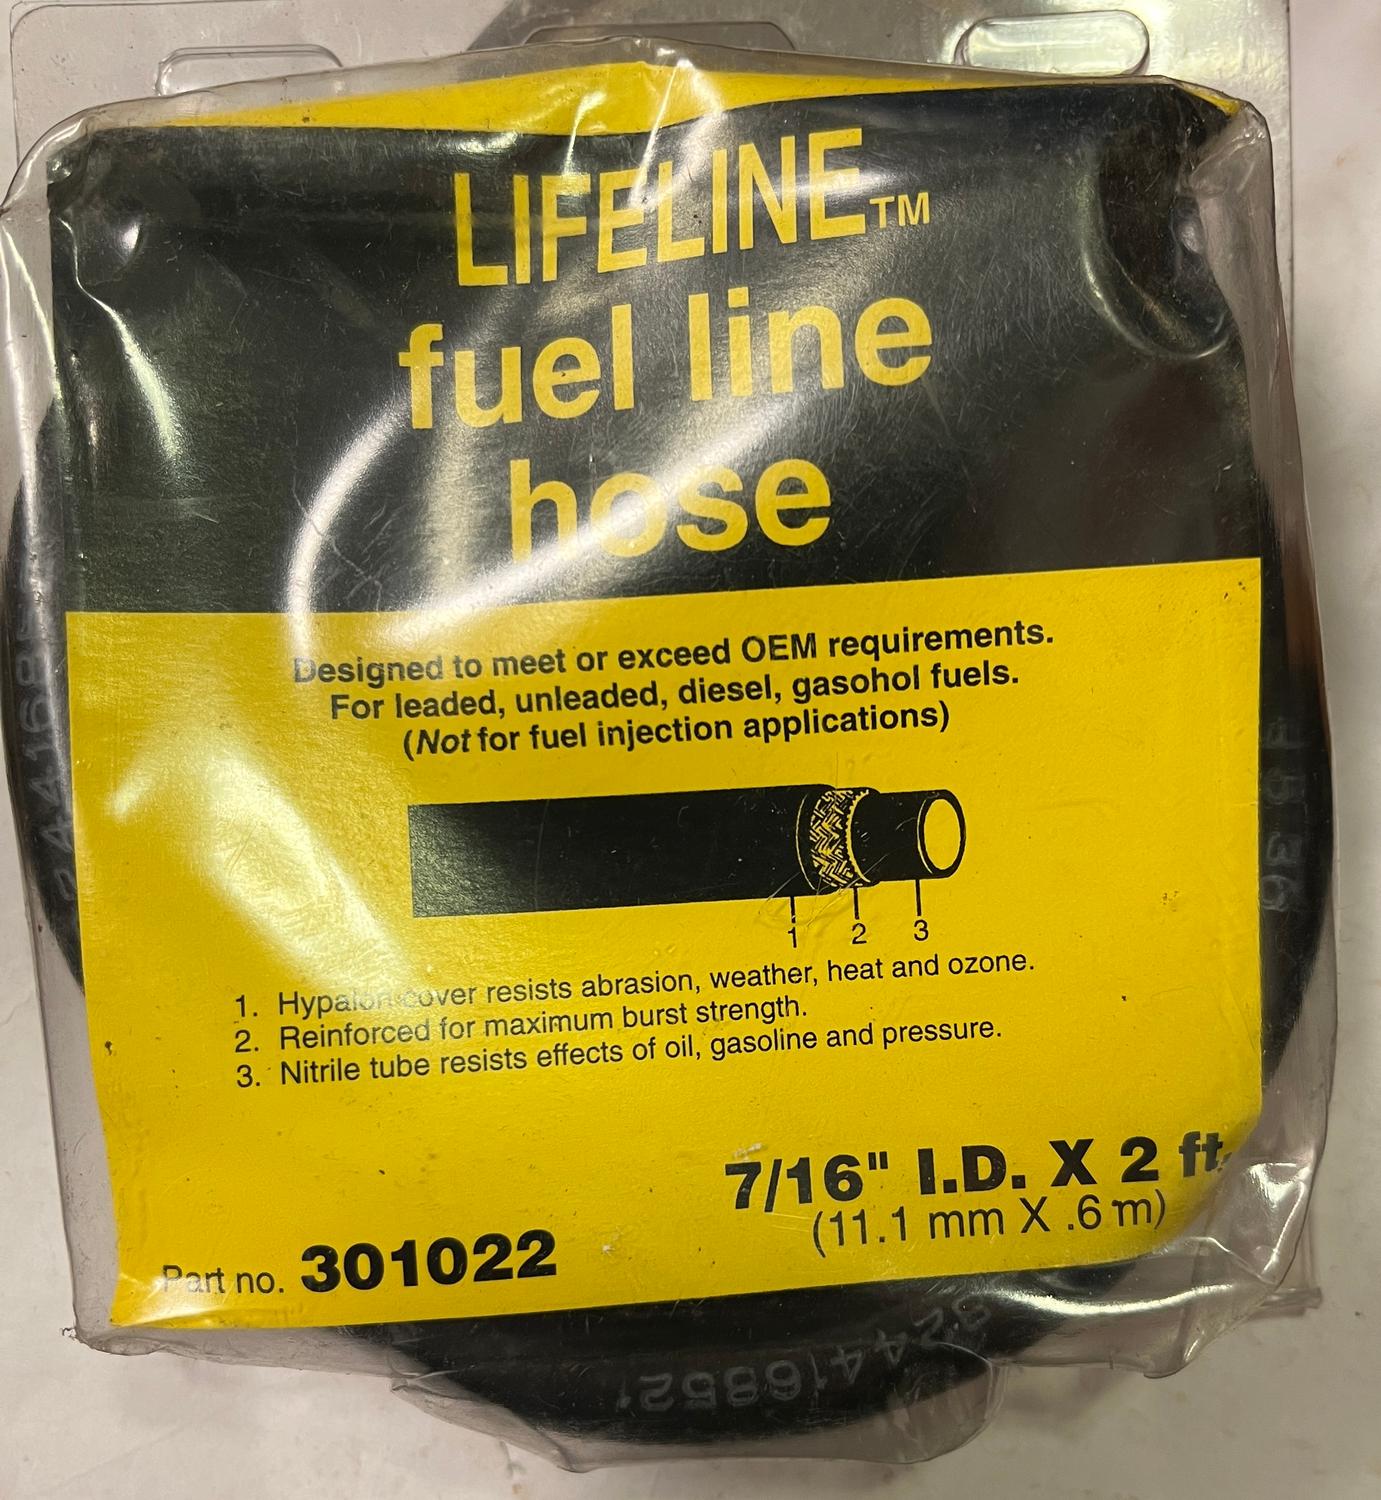 LIFELINE™
fuel line
hose
Designed to meet or exceed OEM requirements.
For leaded, unleaded, diesel, gasohol fuels.
(Not for fuel injection applications)
1 2 3
1. Hypalon cover resists abrasion, weather, heat and ozone.
2. Reinforced for maximum burst strength.
3. Nitrile tube resists effects of oil, gasoline and pressure.
7/16" I.D. X 2 ft.
(11.1 mm X .6 m)
Part no. 301022